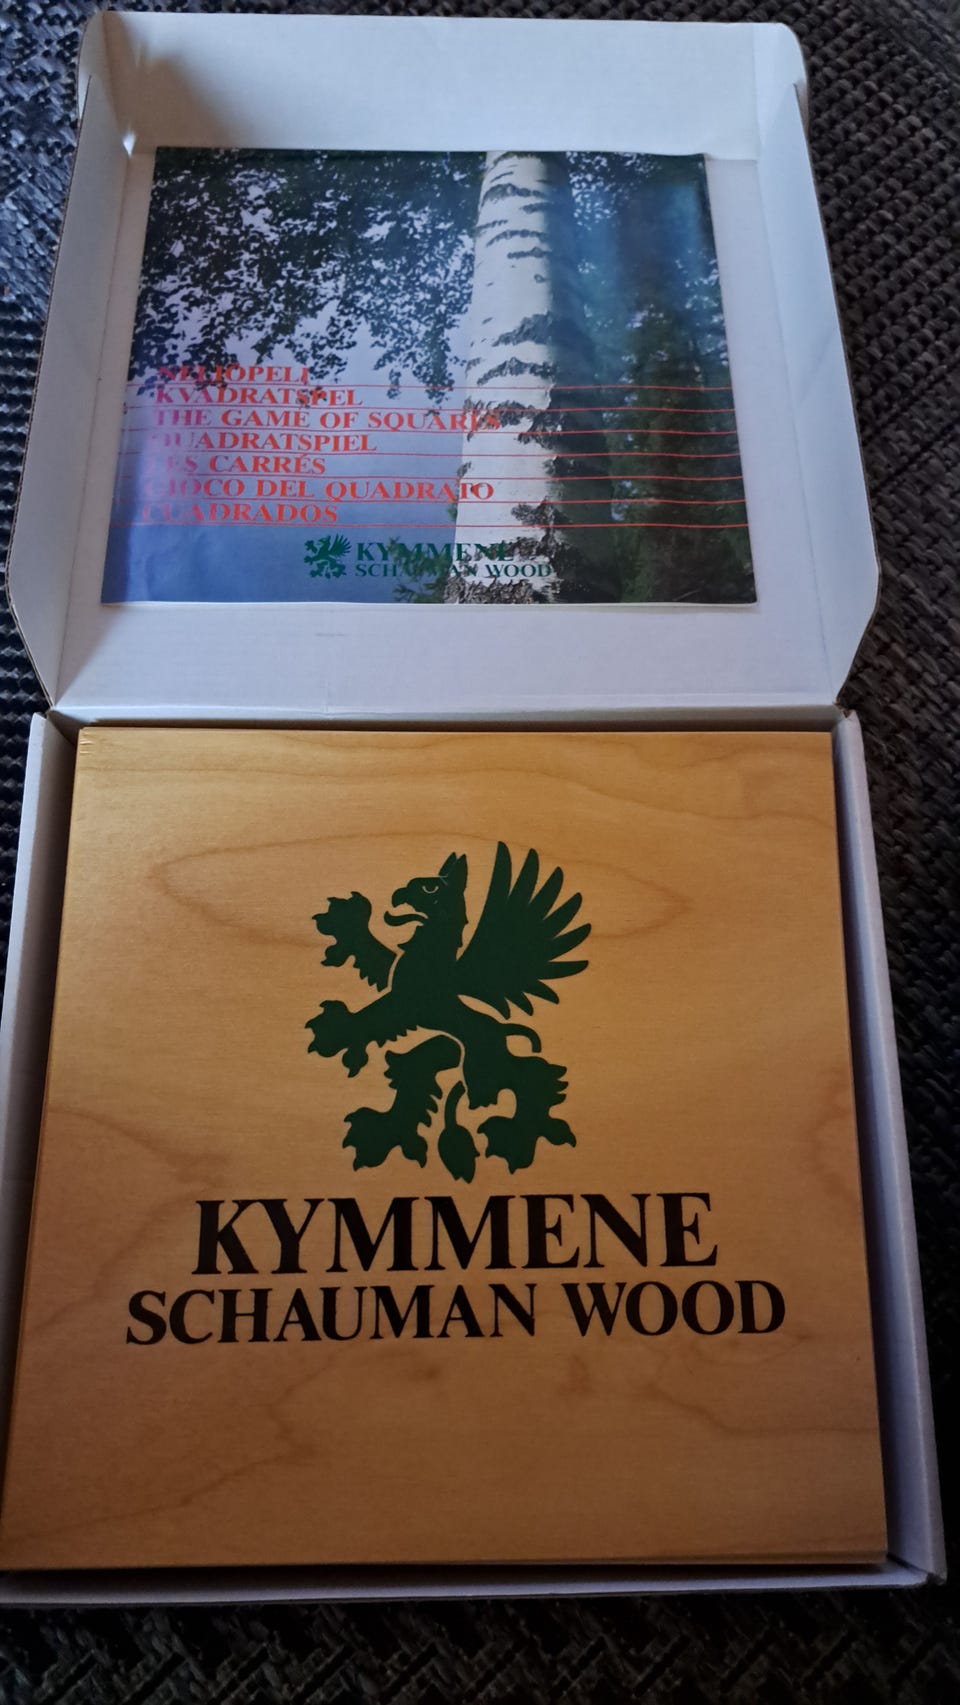 NELIÖPELI
KVADRATSPEL
THE GAME OF SQUARES
QUADRATSPIEL
LES CARRÉS
GIOCO DEL QUADRATO
CUADRADOS
KYMMENE
SCHAUMAN WOOD
KYMMENE
SCHAUMAN WOOD